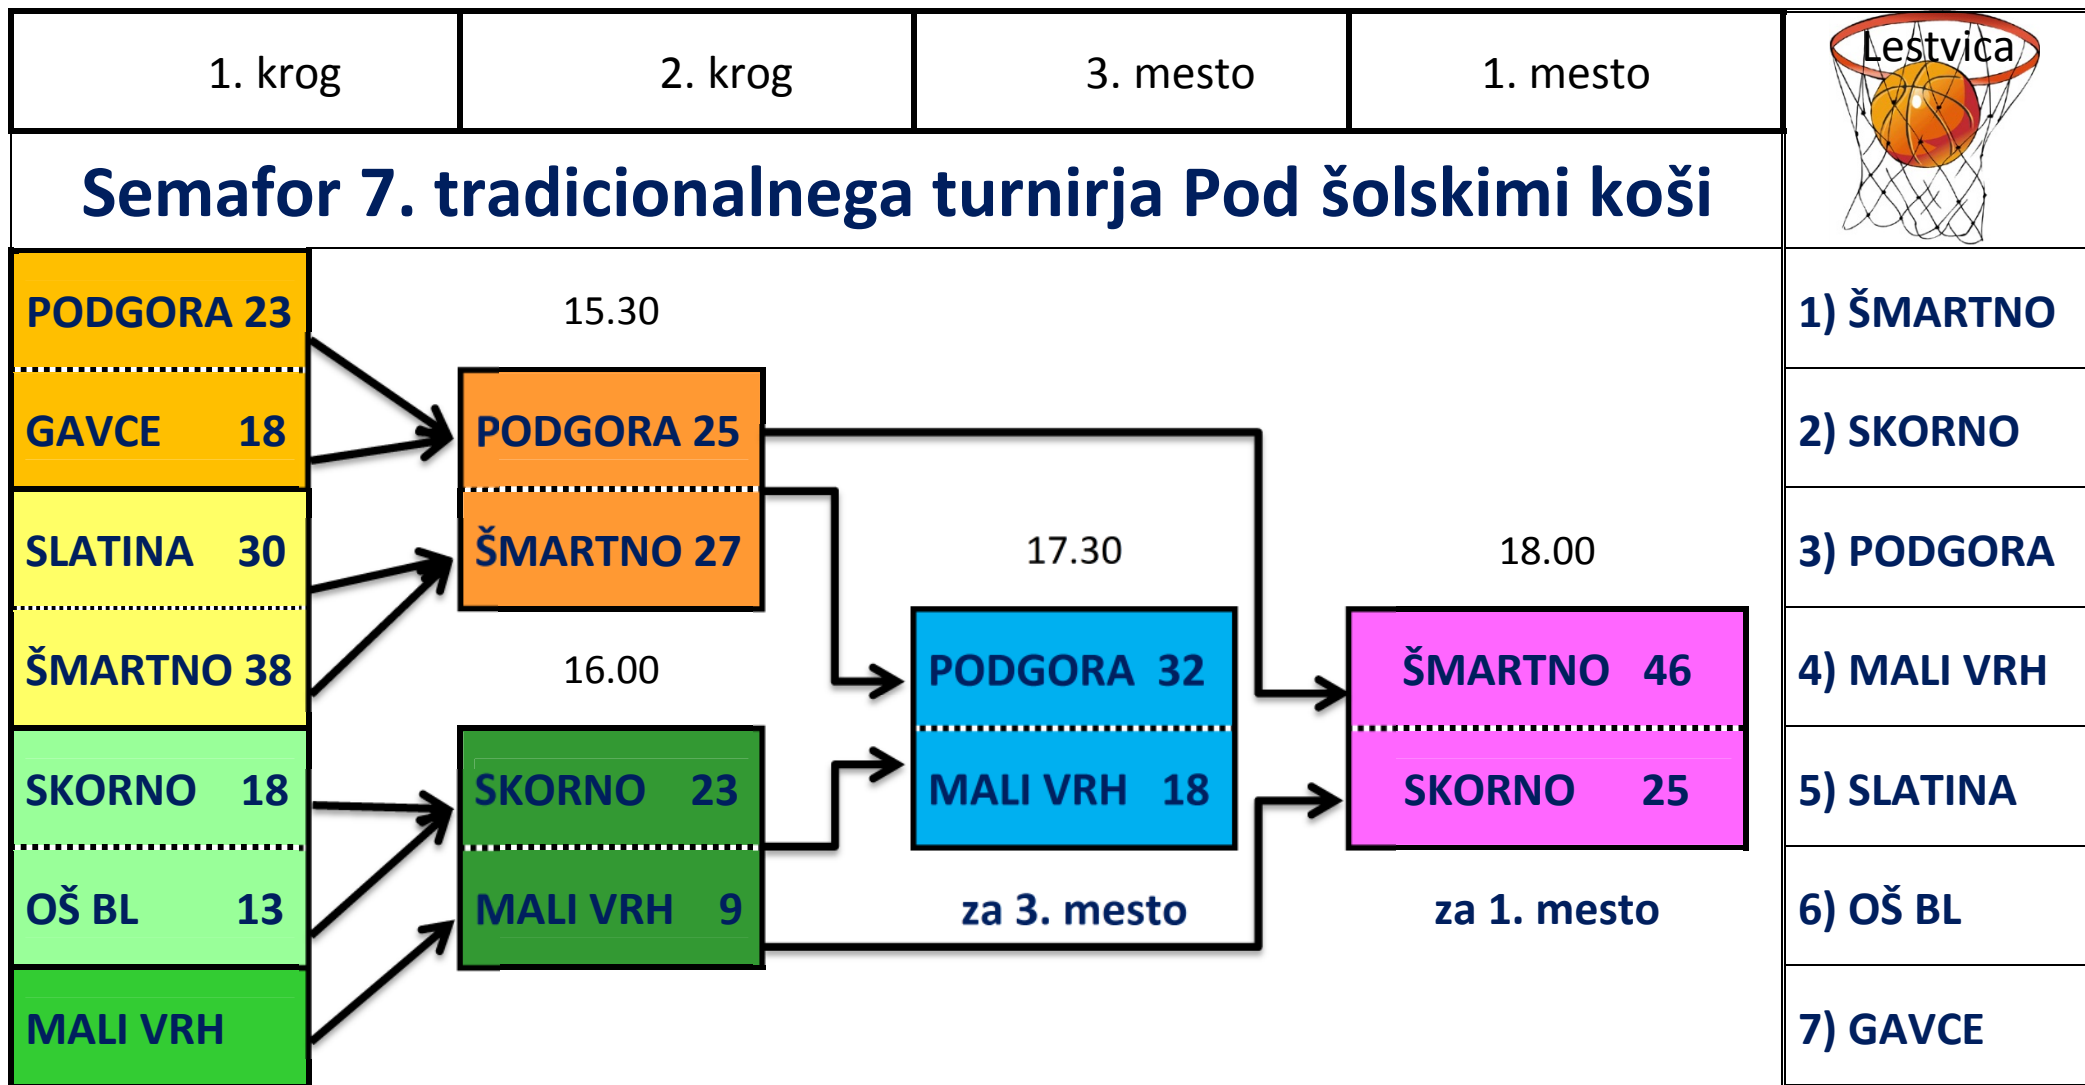 1. krog
2. krog
3. mesto
1. mesto
Lestvica
Semafor 7. tradicionalnega turnirja Pod šolskimi koši
PODGORA 23
GAVCE 18
SLATINA 30
ŠMARTNO 38
SKORNO 18
OŠ BL 13
MALI VRH
15.30
PODGORA 25
ŠMARTNO 27
16.00
SKORNO 23
MALI VRH 9
17.30
PODGORA 32
MALI VRH 18
za 3. mesto
18.00
ŠMARTNO 46
SKORNO 25
za 1. mesto
1) ŠMARTNO
2) SKORNO
3) PODGORA
4) MALI VRH
5) SLATINA
6) OŠ BL
7) GAVCE